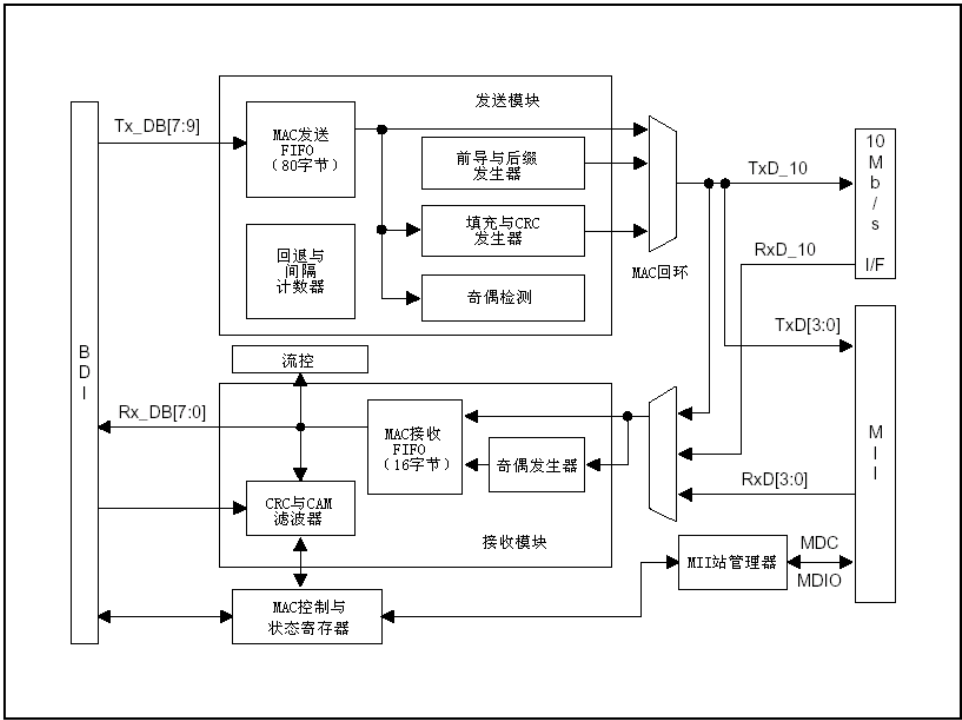 发送模块
Tx_DB[7:9]
MAC发送
FIFO
（80字节）
前导与后缀
发生器
填充与CRC
发生器
奇偶检测
回退与
间隔
计数器
MAC回环
TxD_10
RxD_10
10
M
b
/
s
I/F
TxD[3:0]
B
D
I
流控
Rx_DB[7:0]
MAC接收
FIFO
（16字节）
奇偶发生器
RxD[3:0]
M
I
I
CRC与CAM
滤波器
接收模块
MII站管理器
MDC
MDIO
MAC控制与
状态寄存器